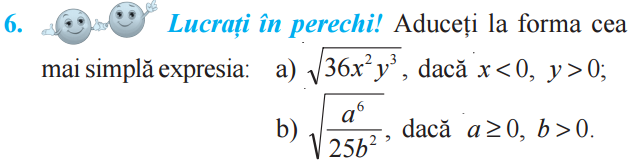 6. Lucrați în perechi! Aduceți la forma cea
mai simplă expresia: a) √(36x²y³), dacă x < 0, y > 0;
b) √(a⁶/(25b²)), dacă a ≥ 0, b > 0.